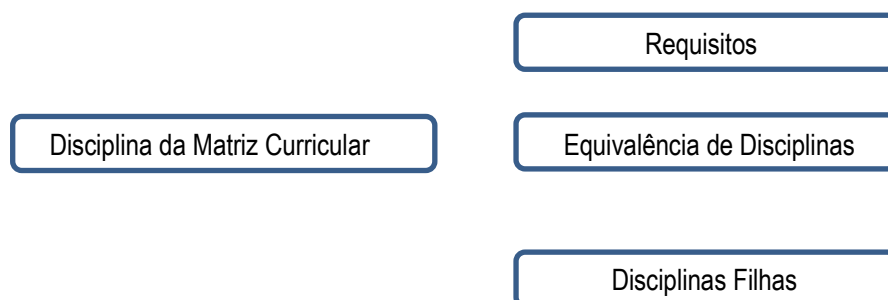 Requisitos
Disciplina da Matriz Curricular
Equivalência de Disciplinas
Disciplinas Filhas